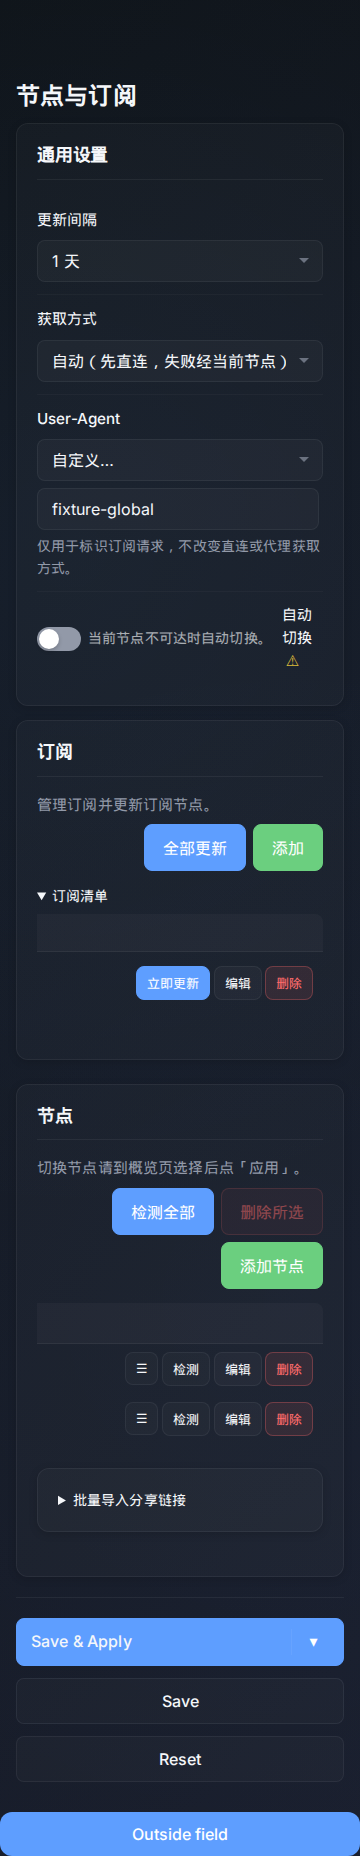 节点与订阅
通用设置
更新间隔
1 天
获取方式
自动（先直连，失败经当前节点）
User-Agent
自定义...
fixture-global
仅用于标识订阅请求，不改变直连或代理获取
方式。
当前节点不可达时自动切换。
自动
切换
⚠
订阅
管理订阅并更新订阅节点。
全部更新 添加
▼ 订阅清单
立即更新 编辑 删除
节点
切换节点请到概览页选择后点「应用」。
检测全部 删除所选
添加节点
☰ 检测 编辑 删除
☰ 检测 编辑 删除
▶ 批量导入分享链接
Save & Apply ▼
Save
Reset
Outside field